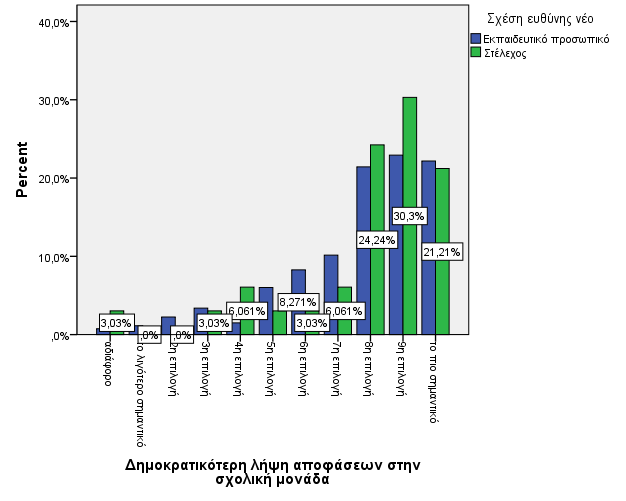 Σχέση ευθύνης νέο
Εκπαιδευτικό προσωπικό
Στέλεχος
Percent
40,0%
30,0%
20,0%
10,0%
,0%
3,03%
,0%
,0%
3,03%
6,061%
8,271%
3,03%
6,061%
24,24%
30,3%
21,21%
αδιάφορο
το λιγότερο σημαντικό
2η επιλογή
3η επιλογή
4η επιλογή
5η επιλογή
6η επιλογή
7η επιλογή
8η επιλογή
9η επιλογή
Το πιο σημαντικό
Δημοκρατικότερη λήψη αποφάσεων στην
σχολική μονάδα